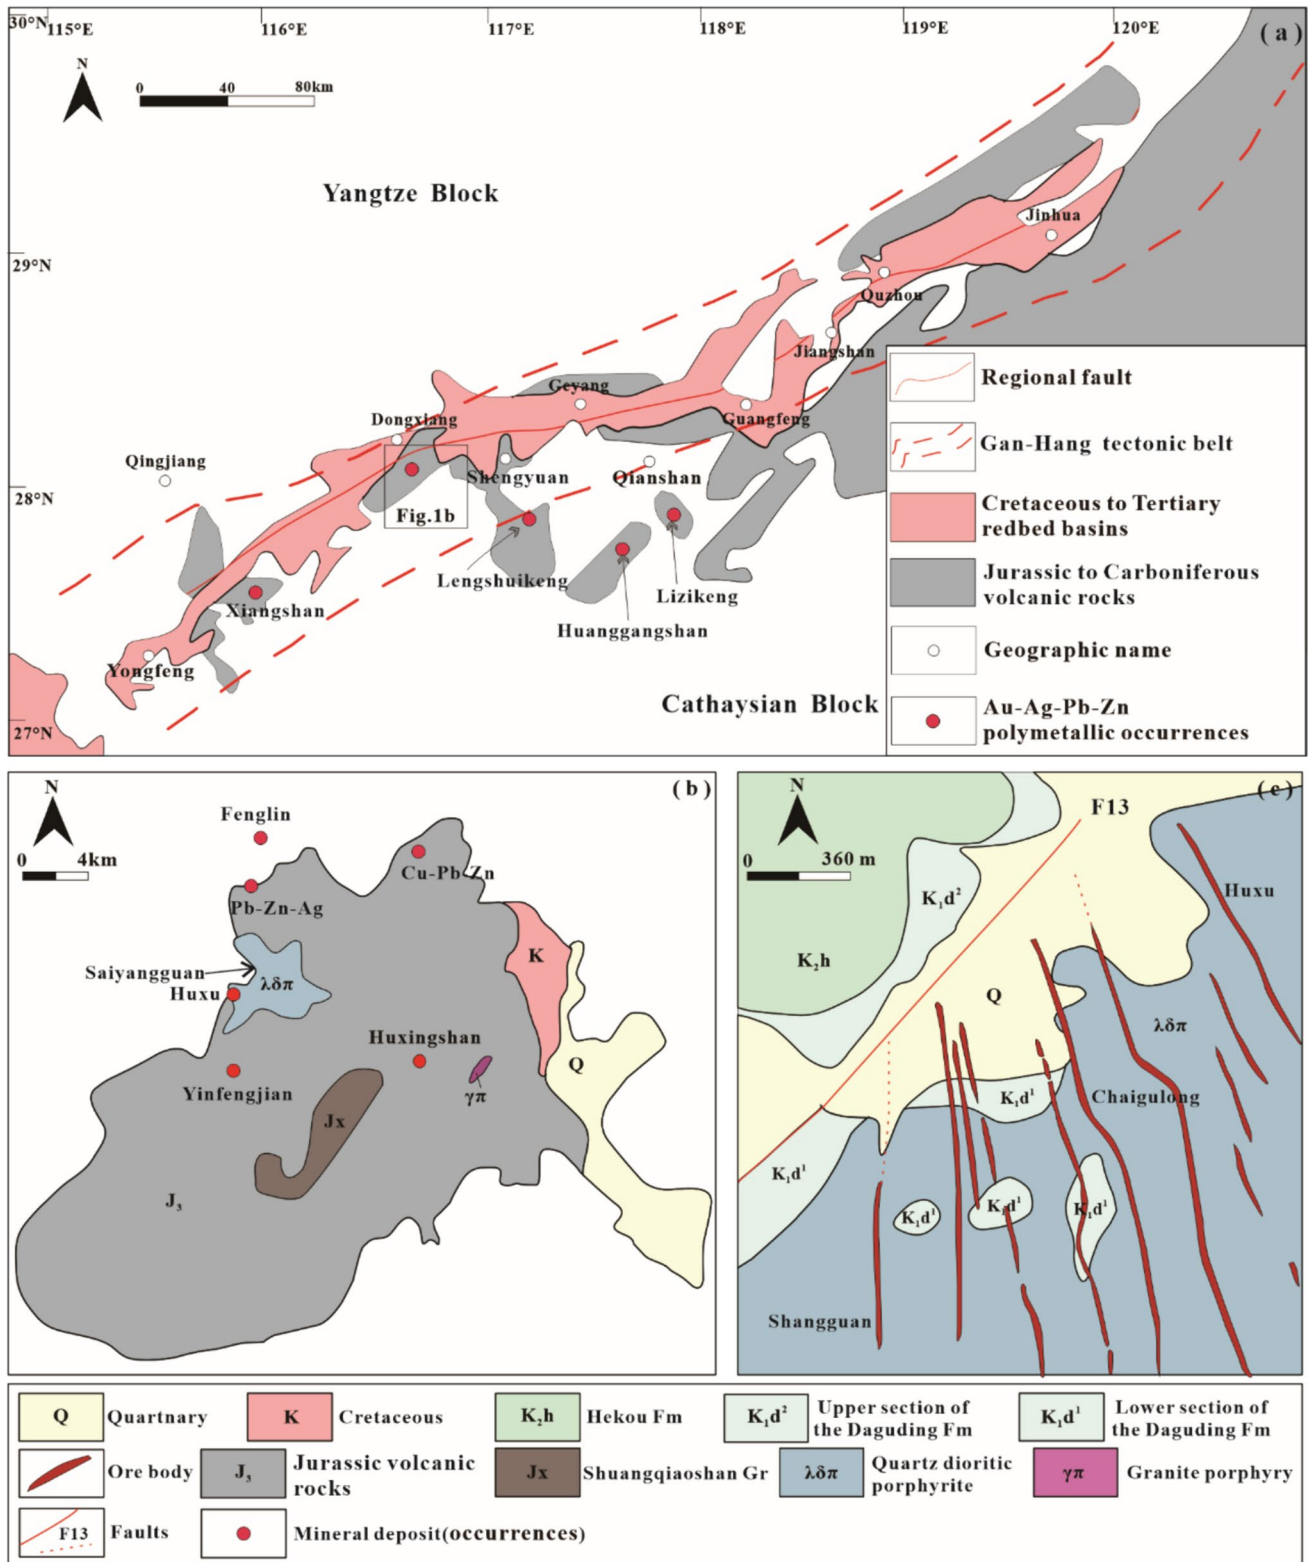 30°N
115°E
116°E
117°E
118°E
119°E
120°E
( a )
N
0 40 80km
Yangtze Block
29°N
Jinhua
Quzhou
Jiangshan
Geyang
Dongxiang
Guangfeng
Qingjiang
Shengyuan
Qianshan
28°N
Fig.1b
Lengshuikeng
Lizikeng
Xiangshan
Huanggangshan
Yongfeng
Cathaysian Block
27°N
Regional fault
Gan-Hang tectonic belt
Cretaceous to Tertiary
redbed basins
Jurassic to Carboniferous
volcanic rocks
Geographic name
Au-Ag-Pb-Zn
polymetallic occurrences
( b )
N
0 4km
Fenglin
Cu-Pb-Zn
Pb-Zn-Ag
K
Saiyangguan
λδπ
Huxu
Huxingshan
Q
Yinfengjian
γπ
Jx
J₃
( c )
N
0 360 m
F13
Huxu
K₁d²
K₂h
Q
λδπ
K₁d¹
Chaigulong
K₁d¹
K₁d¹
K₁d¹
K₁d¹
Shangguan
Q Quartnary
K Cretaceous
K₂h Hekou Fm
K₁d² Upper section of
the Daguding Fm
K₁d¹ Lower section of
the Daguding Fm
Ore body
J₃ Jurassic volcanic
rocks
Jx Shuangqiaoshan Gr
λδπ Quartz dioritic
porphyrite
γπ Granite porphyry
F13 Faults
Mineral deposit(occurrences)